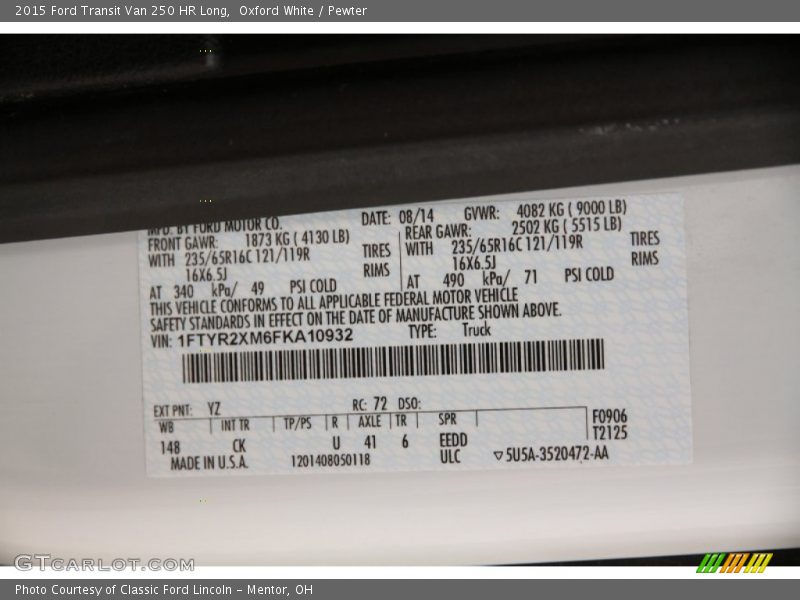 2015 Ford Transit Van 250 HR Long,  Oxford White / Pewter
MFD. BY FORD MOTOR CO.
DATE: 08/14 GVWR: 4082 KG ( 9000 LB)
FRONT GAWR: 1873 KG ( 4130 LB)
REAR GAWR: 2502 KG ( 5515 LB)
WITH 235/65R16C 121/119R TIRES
WITH 235/65R16C 121/119R TIRES
16X6.5J RIMS
16X6.5J RIMS
AT 340 kPa/ 49 PSI COLD
AT 490 kPa/ 71 PSI COLD
THIS VEHICLE CONFORMS TO ALL APPLICABLE FEDERAL MOTOR VEHICLE
SAFETY STANDARDS IN EFFECT ON THE DATE OF MANUFACTURE SHOWN ABOVE.
VIN: 1FTYR2XM6FKA10932 TYPE: Truck
EXT PNT: YZ RC: 72 DSO:
WB INT TR TP/PS R AXLE TR SPR F0906
148 CK U 41 6 EEDD T2125
MADE IN U.S.A. 1201408050118 ULC ▽5U5A-3520472-AA
GTCARLOT.COM
Photo Courtesy of Classic Ford Lincoln - Mentor, OH